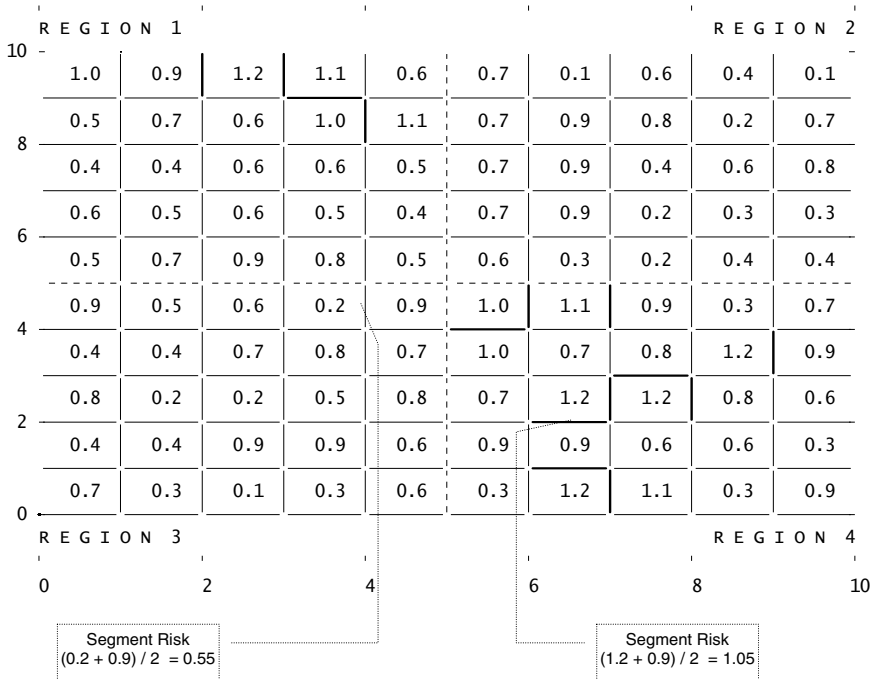 REGION 1 REGION 2
10
1.0 0.9 1.2 1.1 0.6 0.7 0.1 0.6 0.4 0.1
0.5 0.7 0.6 1.0 1.1 0.7 0.9 0.8 0.2 0.7
8
0.4 0.4 0.6 0.6 0.5 0.7 0.9 0.4 0.6 0.8
0.6 0.5 0.6 0.5 0.4 0.7 0.9 0.2 0.3 0.3
6
0.5 0.7 0.9 0.8 0.5 0.6 0.3 0.2 0.4 0.4
0.9 0.5 0.6 0.2 0.9 1.0 1.1 0.9 0.3 0.7
4
0.4 0.4 0.7 0.8 0.7 1.0 0.7 0.8 1.2 0.9
0.8 0.2 0.2 0.5 0.8 0.7 1.2 1.2 0.8 0.6
2
0.4 0.4 0.9 0.9 0.6 0.9 0.9 0.6 0.6 0.3
0.7 0.3 0.1 0.3 0.6 0.3 1.2 1.1 0.3 0.9
0
REGION 3 REGION 4
0 2 4 6 8 10
Segment Risk
(0.2 + 0.9) / 2 = 0.55
Segment Risk
(1.2 + 0.9) / 2 = 1.05